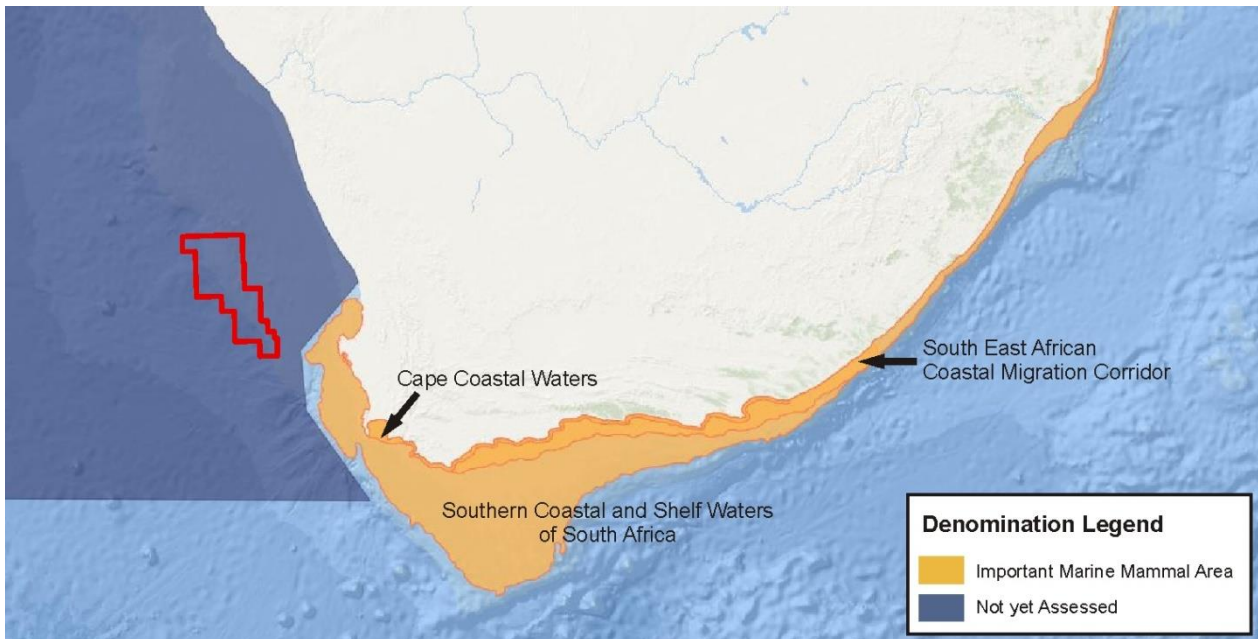 South East African
Coastal Migration Corridor
Cape Coastal Waters
Southern Coastal and Shelf Waters
of South Africa
Denomination Legend
Important Marine Mammal Area
Not yet Assessed